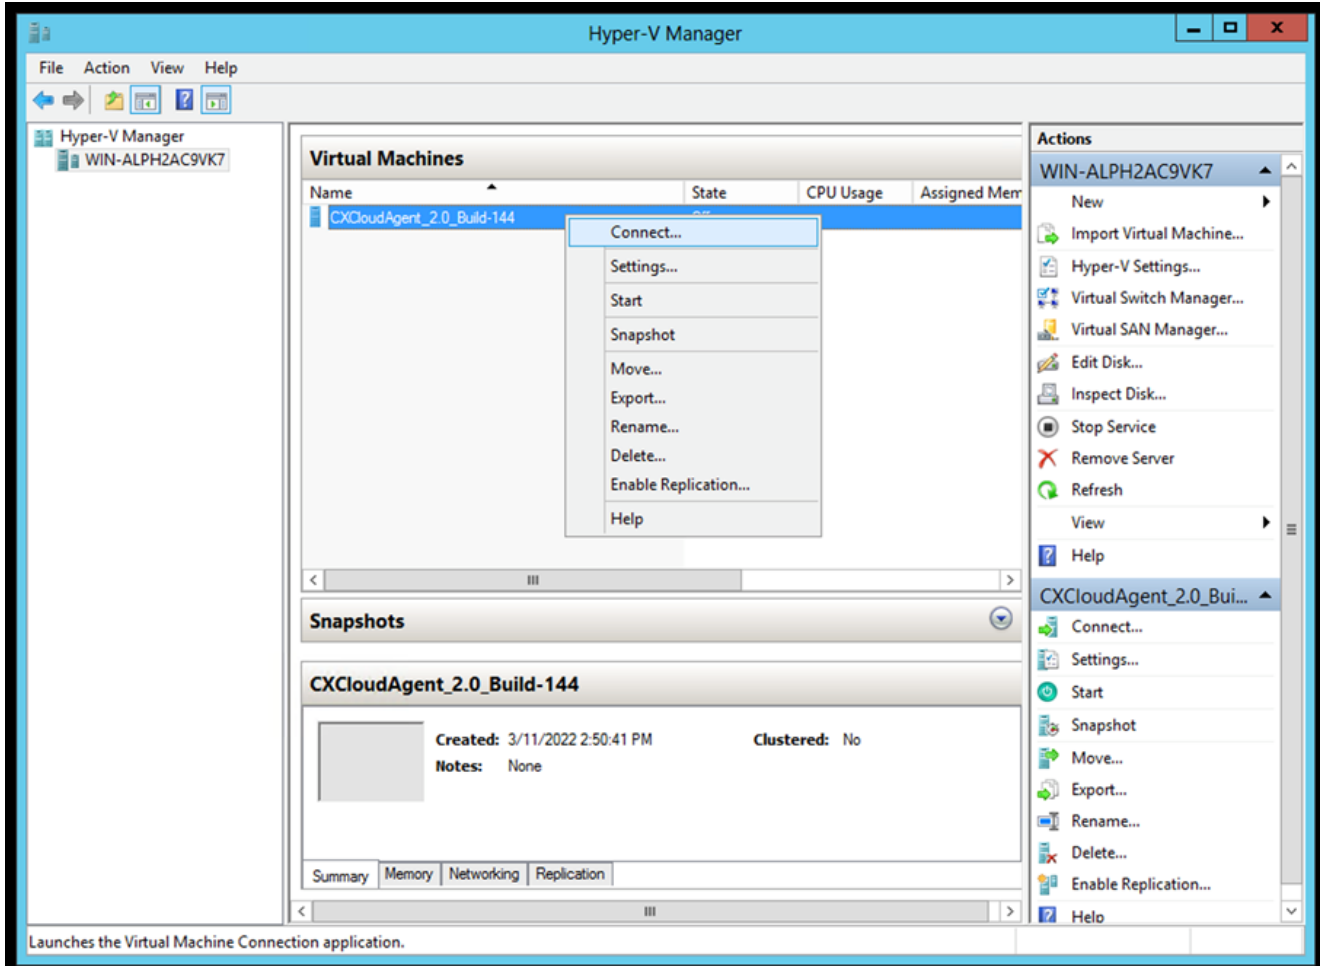 Hyper-V Manager
File Action View Help
Hyper-V Manager
WIN-ALPH2AC9VK7
Virtual Machines
Name State CPU Usage Assigned Mem
CXCloudAgent_2.0_Build-144
Connect...
Settings...
Start
Snapshot
Move...
Export...
Rename...
Delete...
Enable Replication...
Help
Snapshots
CXCloudAgent_2.0_Build-144
Created: 3/11/2022 2:50:41 PM Clustered: No
Notes: None
Summary Memory Networking Replication
Actions
WIN-ALPH2AC9VK7
New
Import Virtual Machine...
Hyper-V Settings...
Virtual Switch Manager...
Virtual SAN Manager...
Edit Disk...
Inspect Disk...
Stop Service
Remove Server
Refresh
View
Help
CXCloudAgent_2.0_Bui...
Connect...
Settings...
Start
Snapshot
Move...
Export...
Rename...
Delete...
Enable Replication...
Help
Launches the Virtual Machine Connection application.